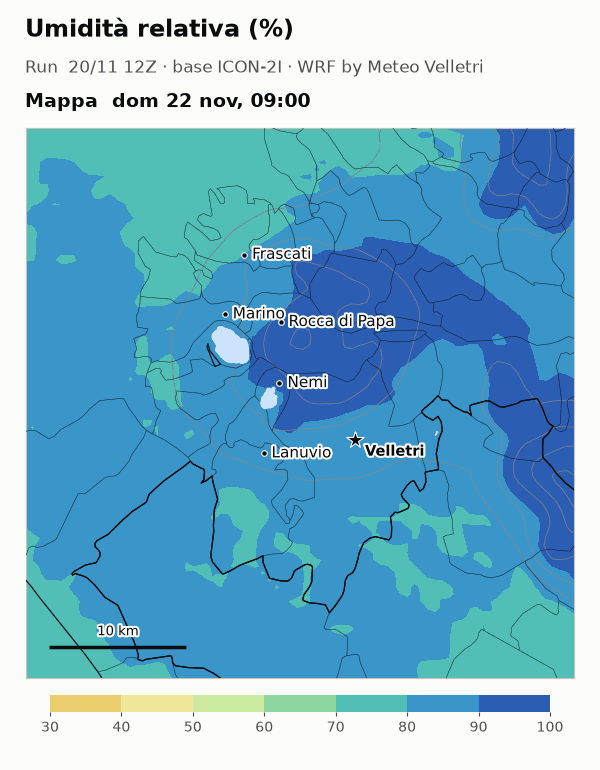 Umidità relativa (%)
Run  20/11 12Z · base ICON-2I · WRF by Meteo Velletri
Mappa  dom 22 nov, 09:00
Frascati
Marino
Rocca di Papa
Nemi
Velletri
Lanuvio
10 km
30 40 50 60 70 80 90 100